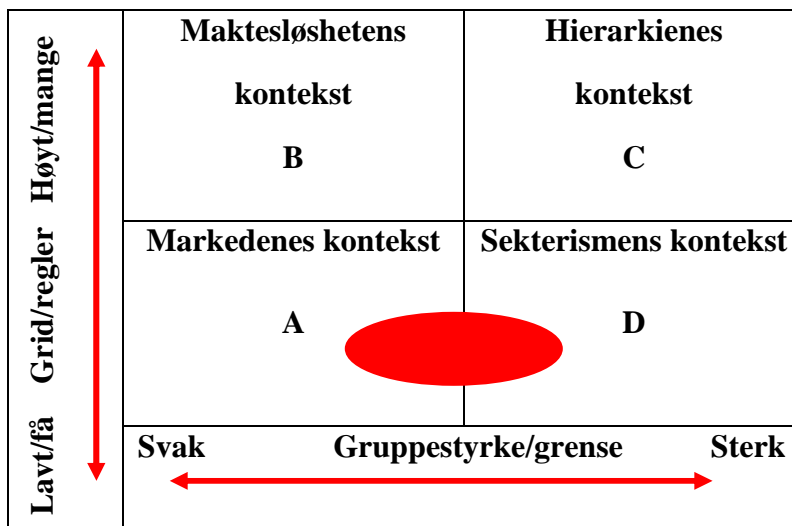 Maktesløshetens
kontekst
B
Hierarkienes
kontekst
C
Markedenes kontekst
A
Sekterismens kontekst
D
Lavt/få Grid/regler Høyt/mange
Svak Gruppestyrke/grense Sterk